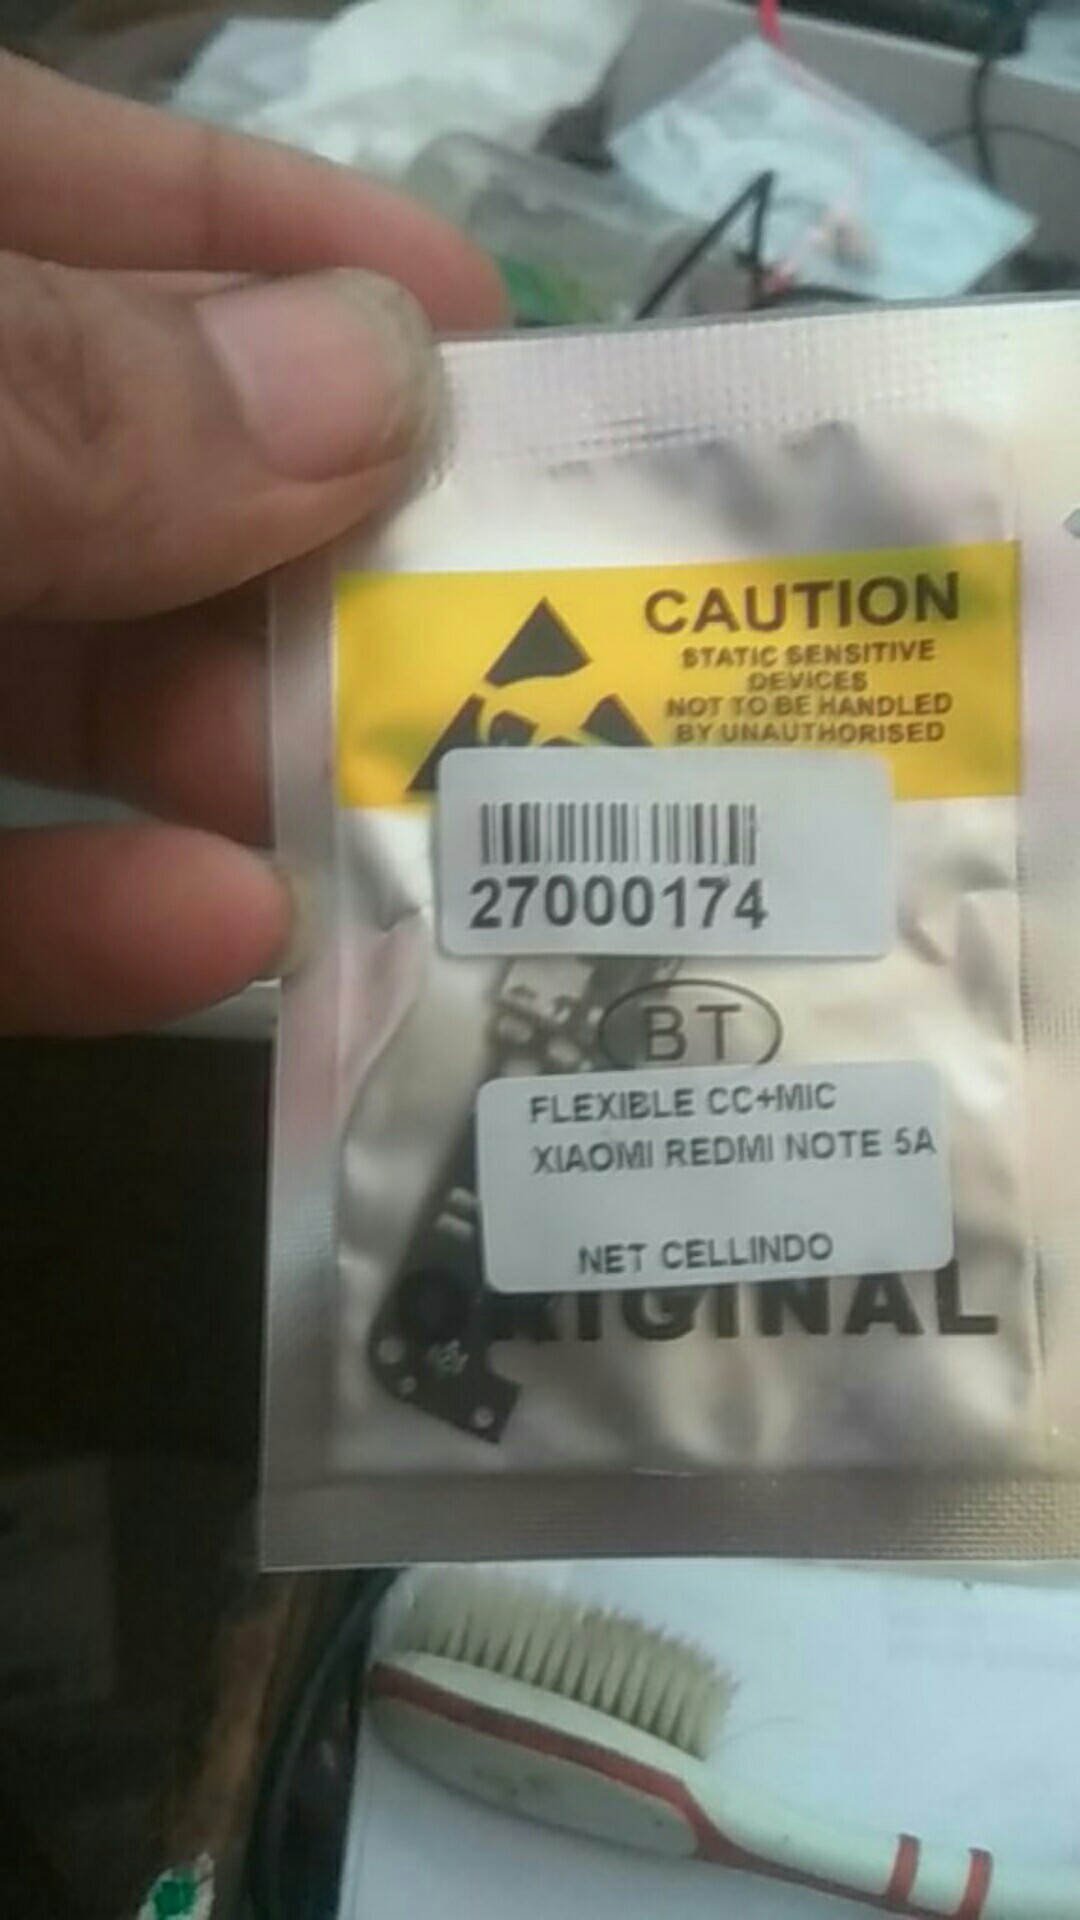 CAUTION
STATIC SENSITIVE
DEVICES
NOT TO BE HANDLED
BY UNAUTHORISED
27000174
BT
FLEXIBLE CC+MIC
XIAOMI REDMI NOTE 5A
NET CELLINDO
RIGINAL